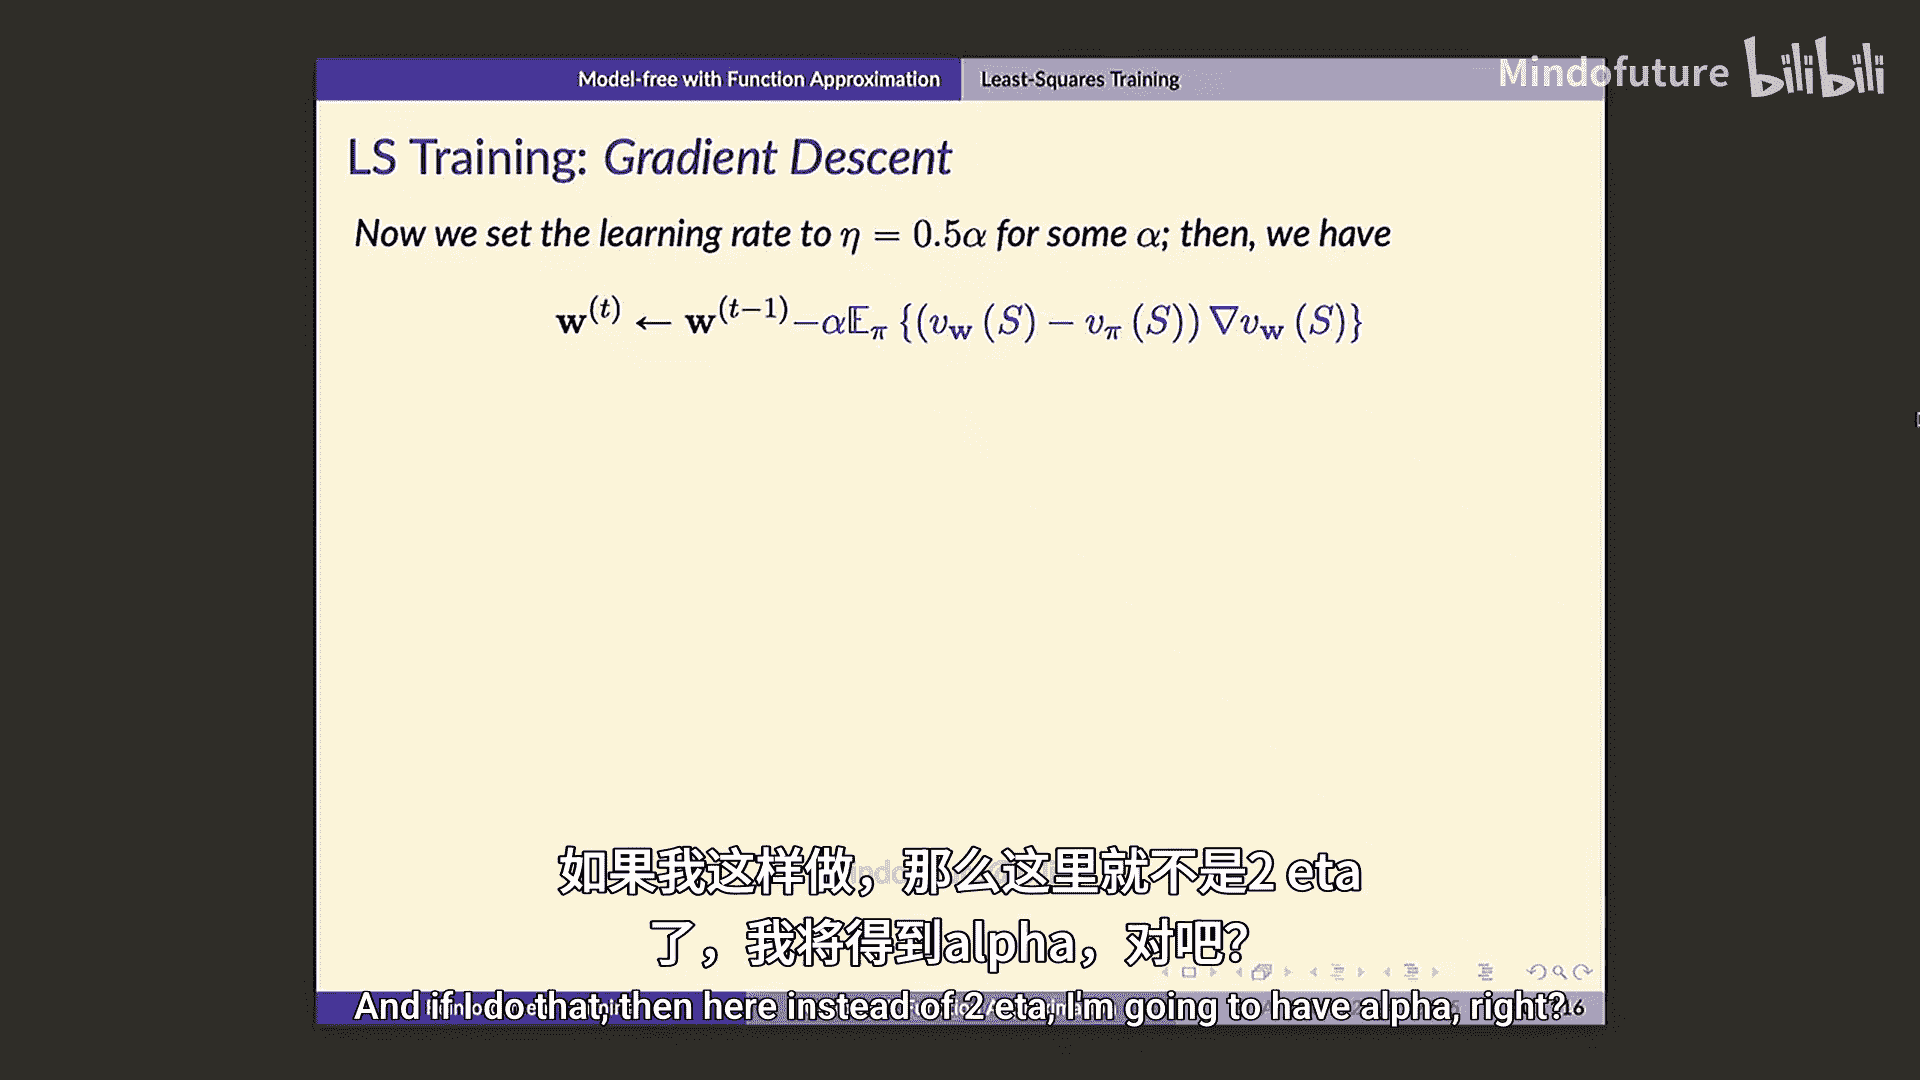 Model-free with Function Approximation
Least-Squares Training
Mindofuture bilibili
LS Training: Gradient Descent
Now we set the learning rate to η = 0.5α for some α; then, we have
w^(t) ← w^(t−1) −α𝔼_π {(v_w (S) − v_π (S)) ∇v_w (S)}
如果我这样做，那么这里就不是2 eta
了，我将得到alpha，对吧？
And if I do that, then here instead of 2 eta, I'm going to have alpha, right?